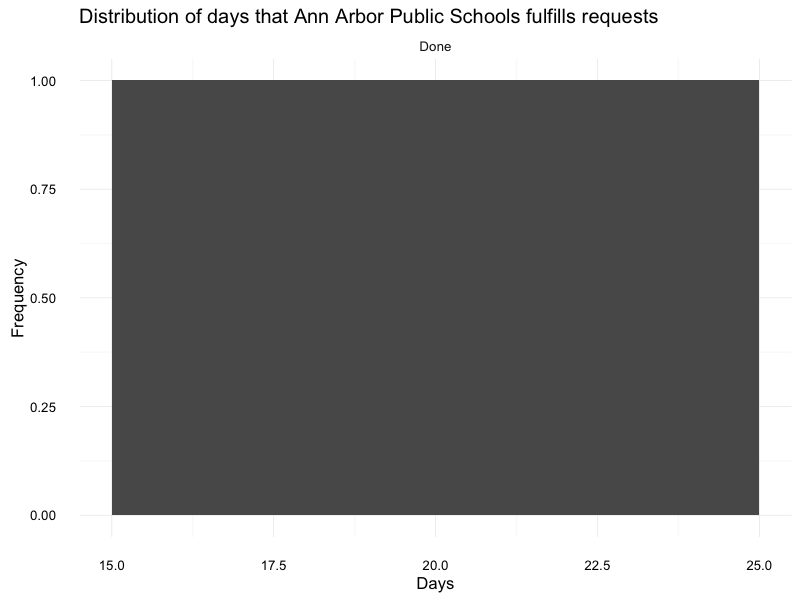 Distribution of days that Ann Arbor Public Schools fulfills requests
Done
Frequency
1.00
0.75
0.50
0.25
0.00
15.0 17.5 20.0 22.5 25.0
Days